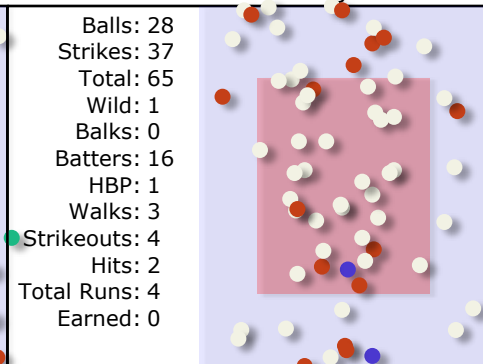 Balls: 28
Strikes: 37
Total: 65
Wild: 1
Balks: 0
Batters: 16
HBP: 1
Walks: 3
Strikeouts: 4
Hits: 2
Total Runs: 4
Earned: 0